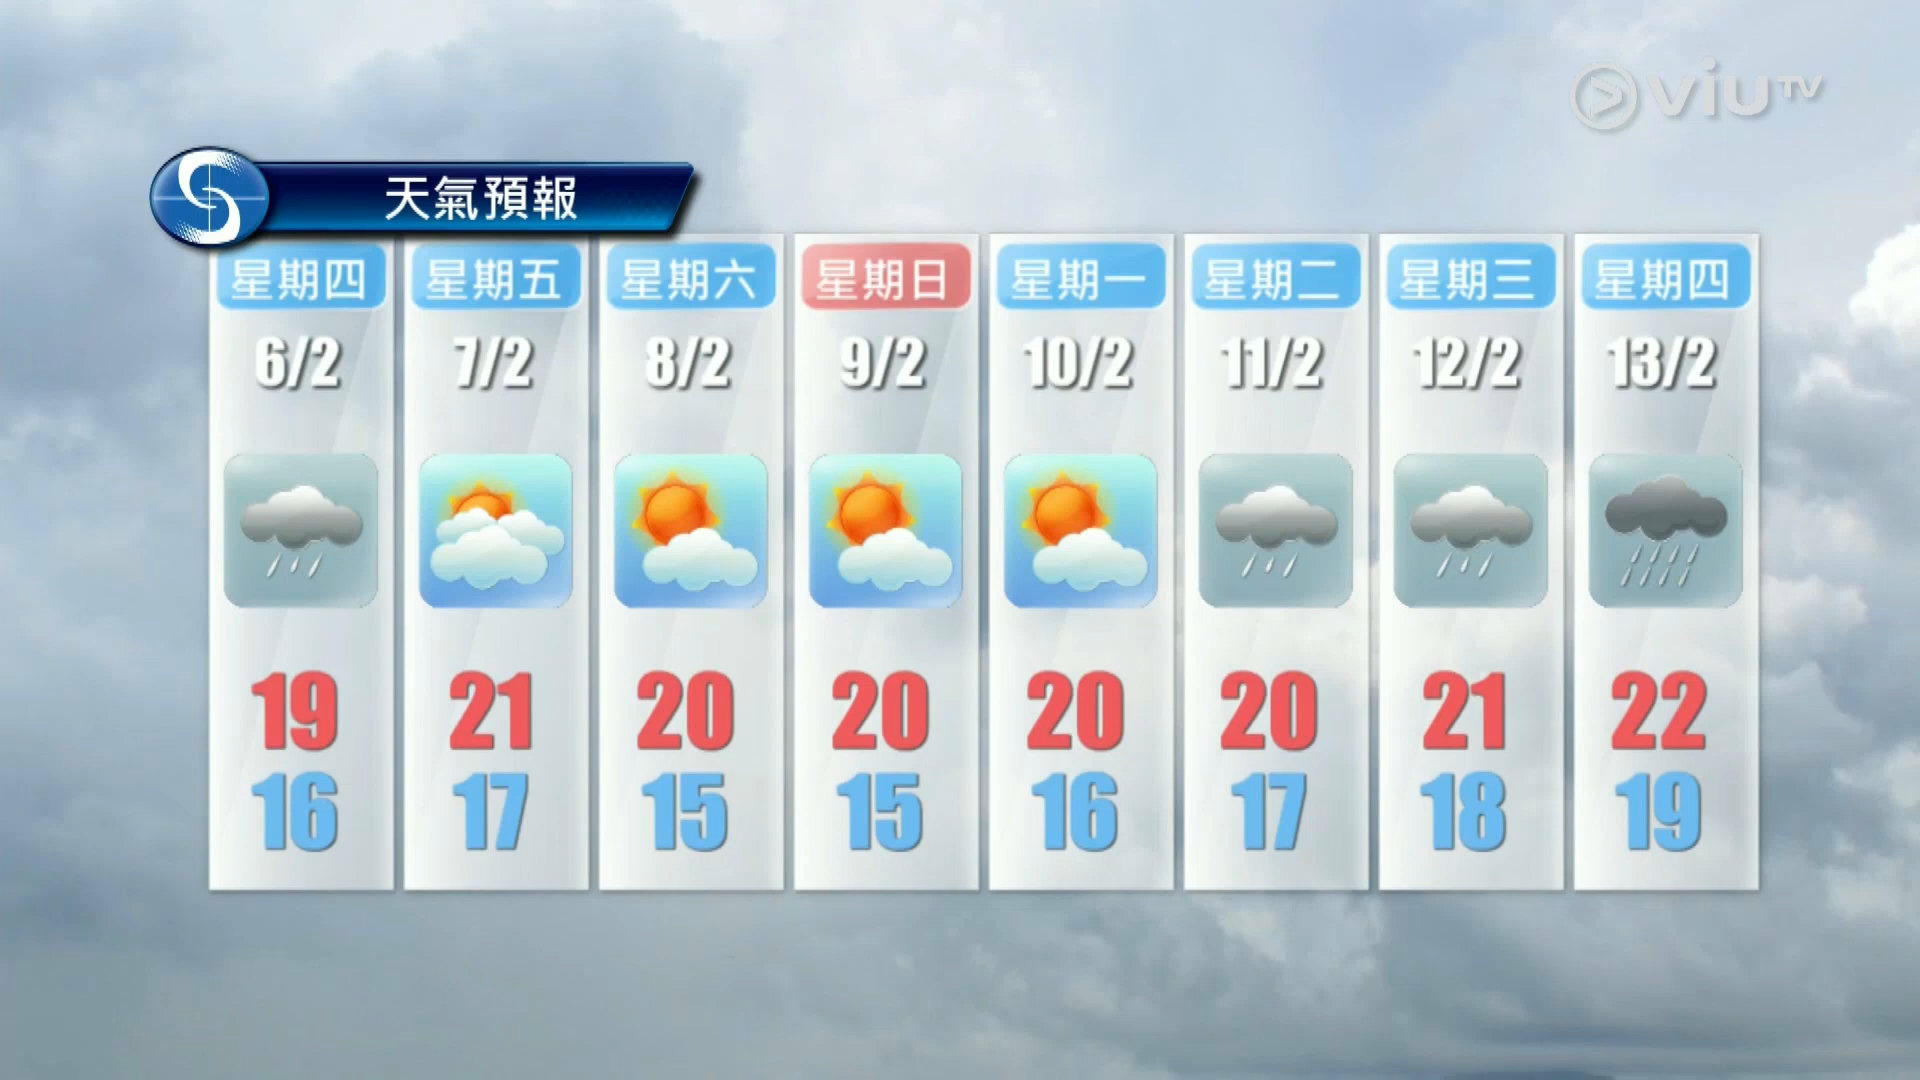 viuTV
天氣預報
星期四 星期五 星期六 星期日 星期一 星期二 星期三 星期四
6/2 7/2 8/2 9/2 10/2 11/2 12/2 13/2
19 21 20 20 20 20 21 22
16 17 15 15 16 17 18 19